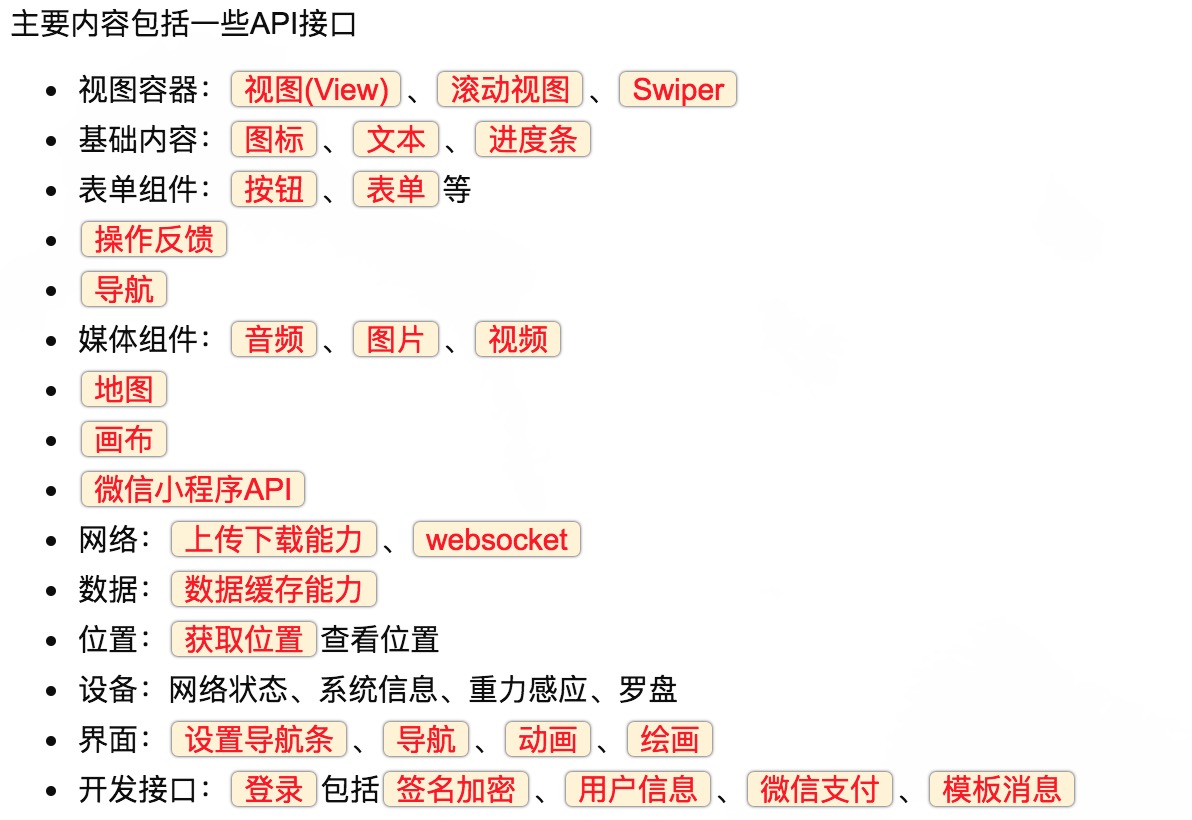 主要内容包括一些API接口
视图容器：视图(View)、滚动视图、Swiper
基础内容：图标、文本、进度条
表单组件：按钮、表单等
操作反馈
导航
媒体组件：音频、图片、视频
地图
画布
微信小程序API
网络：上传下载能力、websocket
数据：数据缓存能力
位置：获取位置查看位置
设备：网络状态、系统信息、重力感应、罗盘
界面：设置导航条、导航、动画、绘画
开发接口：登录包括签名加密、用户信息、微信支付、模板消息